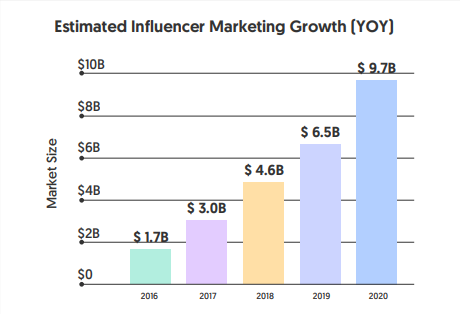 Estimated Influencer Marketing Growth (YOY)
$10B
$ 9.7B
$8B
$ 6.5B
$6B
$ 4.6B
$4B
$ 3.0B
$2B
$ 1.7B
$0
Market Size
2016 2017 2018 2019 2020